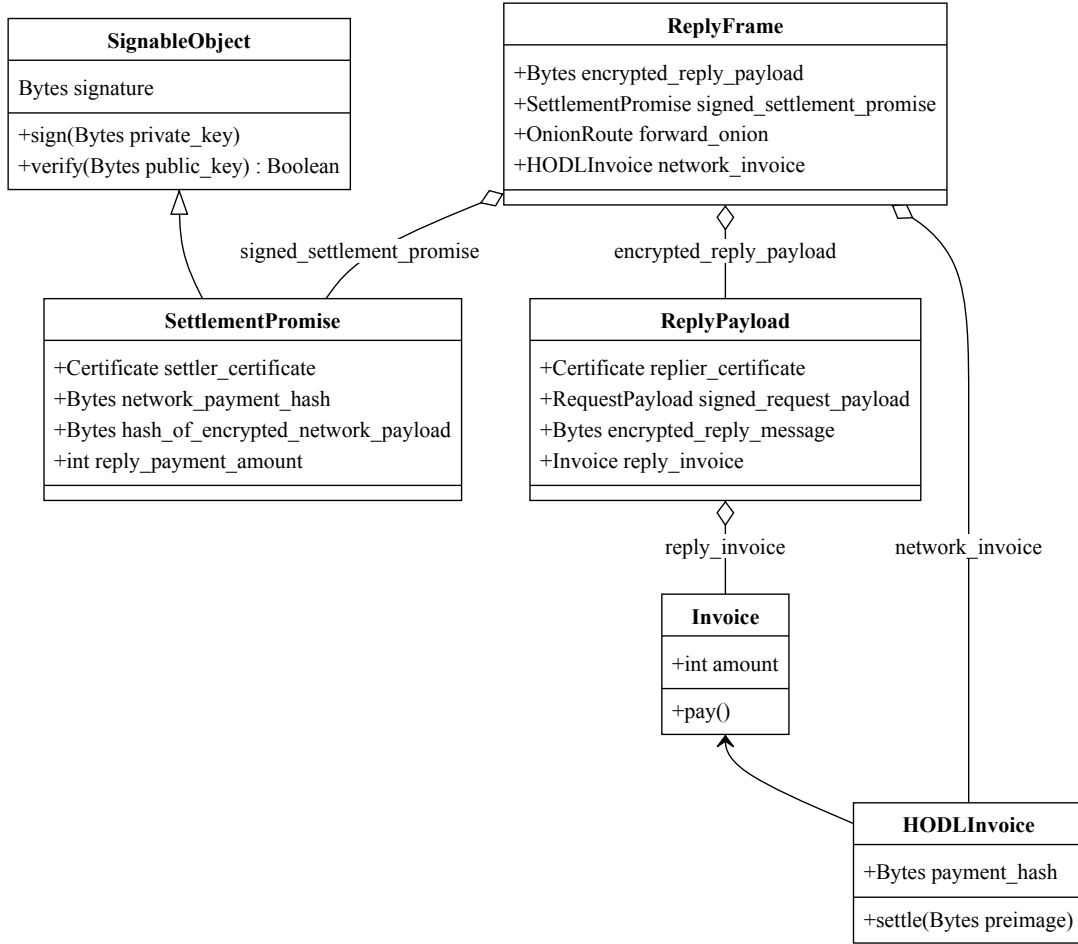 SignableObject
Bytes signature
+sign(Bytes private_key)
+verify(Bytes public_key) : Boolean
ReplyFrame
+Bytes encrypted_reply_payload
+SettlementPromise signed_settlement_promise
+OnionRoute forward_onion
+HODLInvoice network_invoice
signed_settlement_promise
encrypted_reply_payload
SettlementPromise
+Certificate settler_certificate
+Bytes network_payment_hash
+Bytes hash_of_encrypted_network_payload
+int reply_payment_amount
ReplyPayload
+Certificate replier_certificate
+RequestPayload signed_request_payload
+Bytes encrypted_reply_message
+Invoice reply_invoice
reply_invoice
network_invoice
Invoice
+int amount
+pay()
HODLInvoice
+Bytes payment_hash
+settle(Bytes preimage)